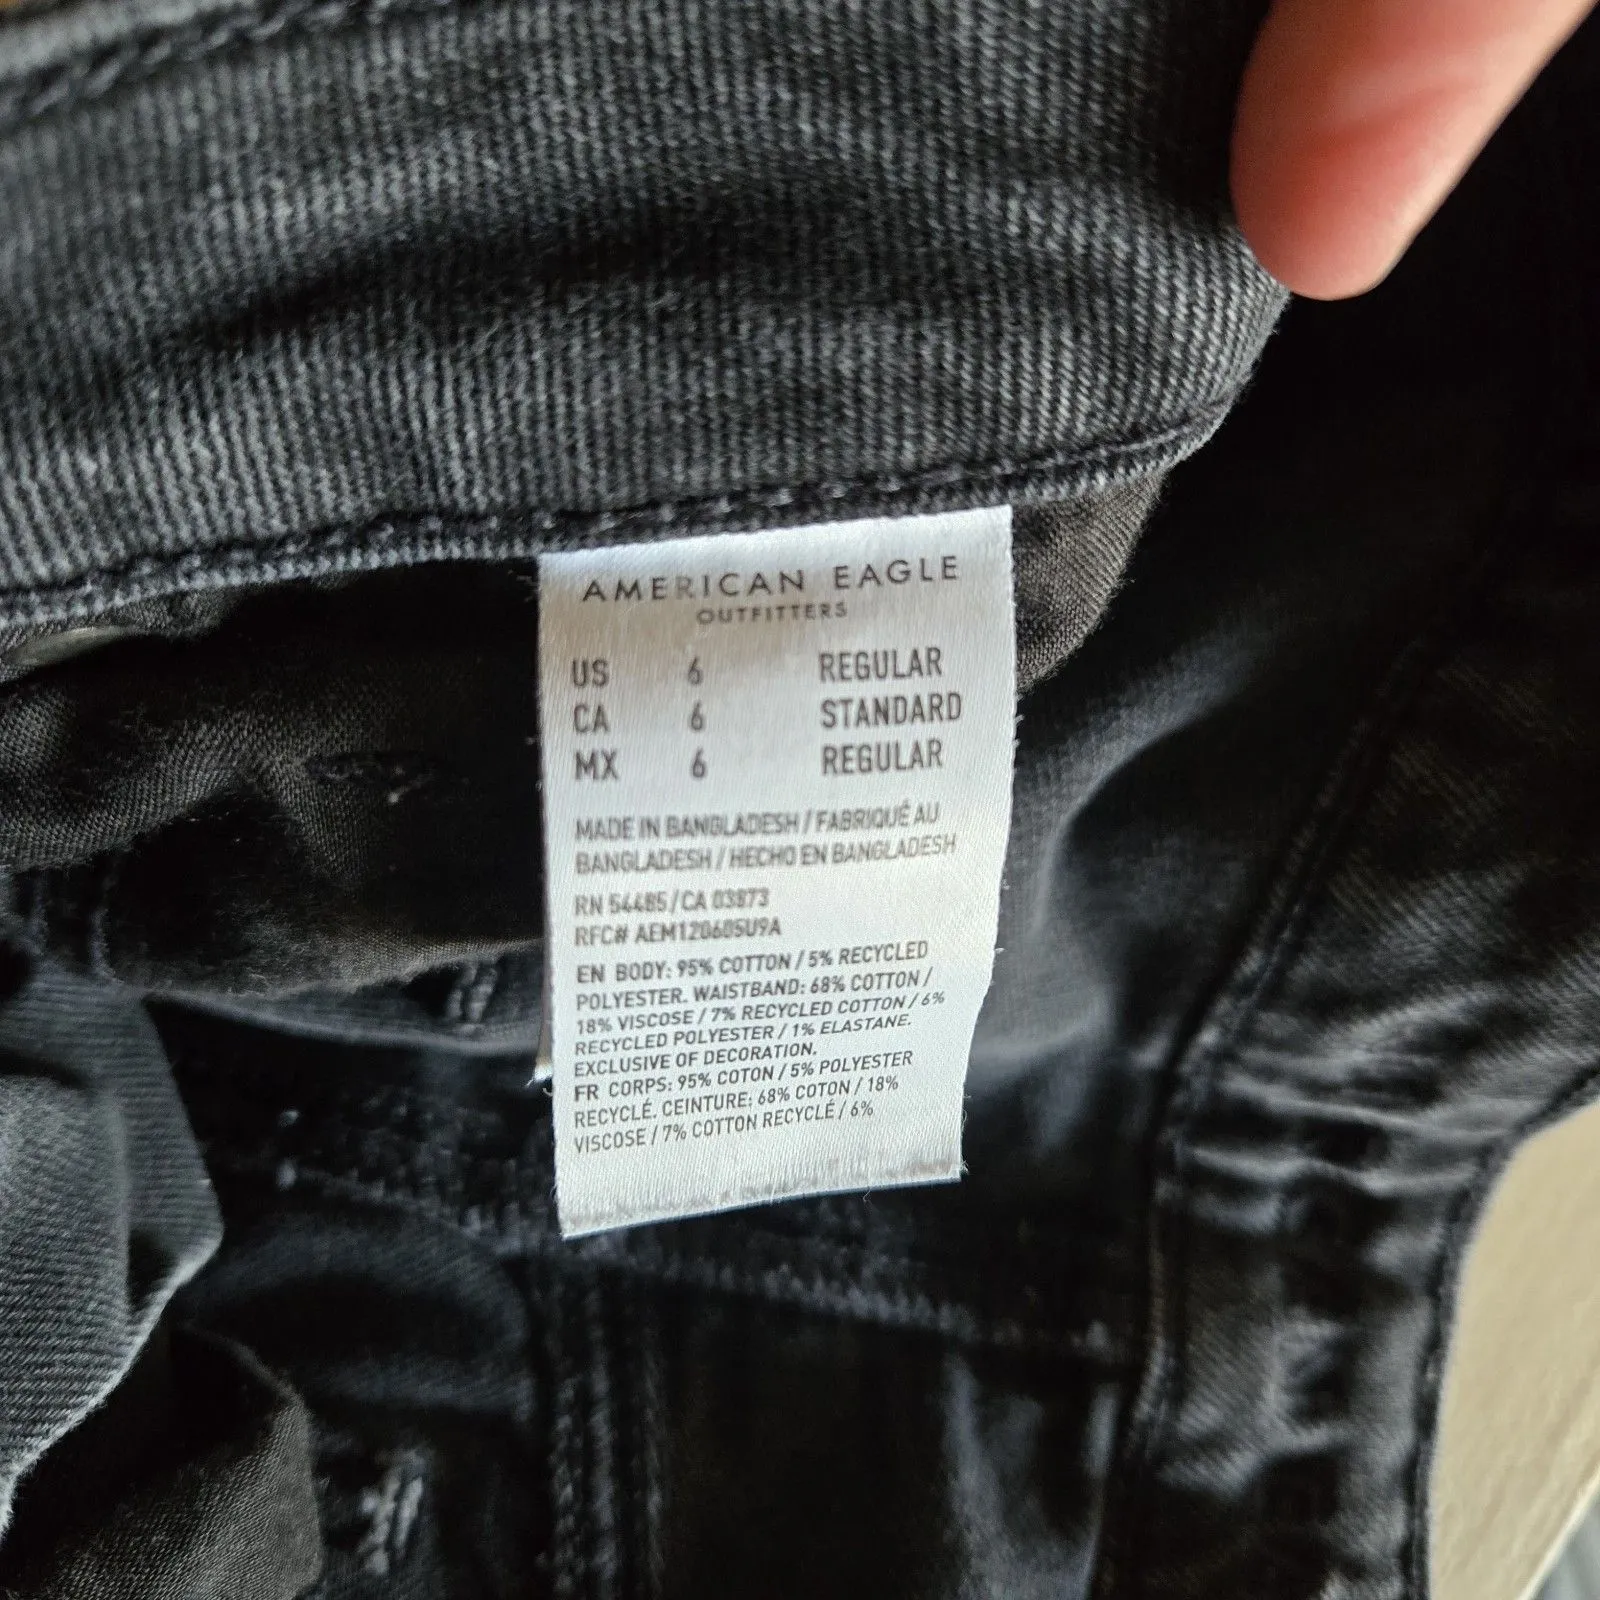 AMERICAN EAGLE
OUTFITTERS
US 6 REGULAR
CA 6 STANDARD
MX 6 REGULAR
MADE IN BANGLADESH / FABRIQUÉ AU
BANGLADESH / HECHO EN BANGLADESH
RN 54485 / CA 03873
RFC# AEM120605U9A
EN BODY: 95% COTTON / 5% RECYCLED
POLYESTER. WAISTBAND: 68% COTTON /
18% VISCOSE / 7% RECYCLED COTTON / 6%
RECYCLED POLYESTER / 1% ELASTANE.
EXCLUSIVE OF DECORATION.
FR CORPS: 95% COTON / 5% POLYESTER
RECYCLÉ. CEINTURE: 68% COTON / 18%
VISCOSE / 7% COTTON RECYCLÉ / 6%